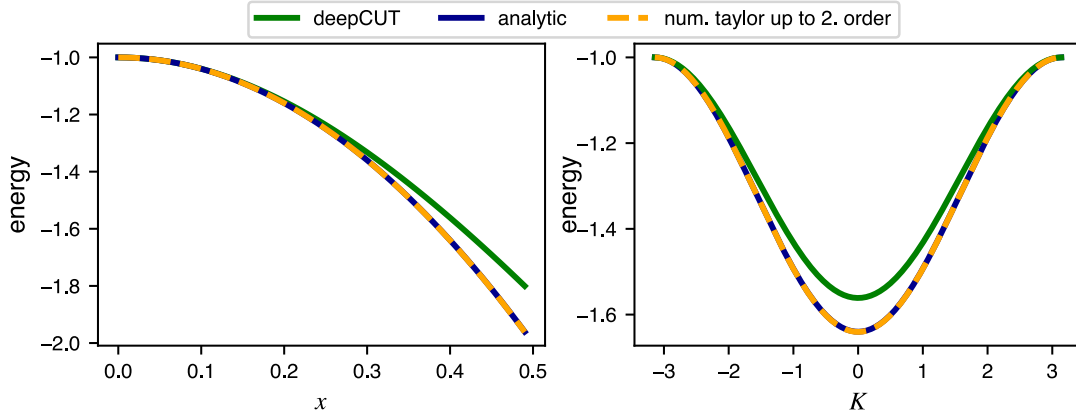 deepCUT analytic num. taylor up to 2. order
energy
−1.0
−1.2
−1.4
−1.6
−1.8
−2.0
0.0 0.1 0.2 0.3 0.4 0.5
x
energy
−1.0
−1.2
−1.4
−1.6
−3 −2 −1 0 1 2 3
K